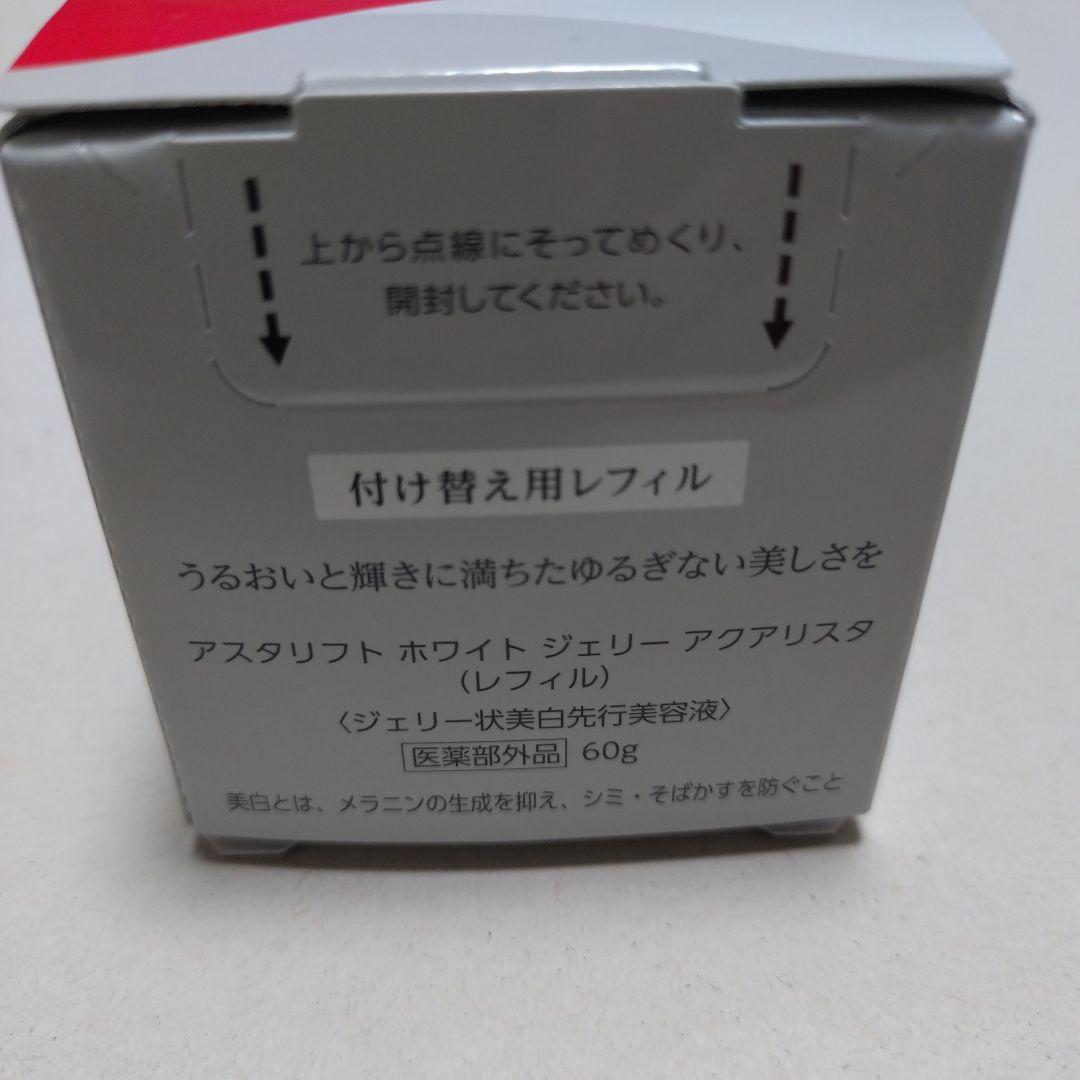 上から点線にそってめくり、
開封してください。
付け替え用レフィル
うるおいと輝きに満ちたゆるぎない美しさを
アスタリフト ホワイト ジェリー アクアリスタ
（レフィル）
〈ジェリー状美白先行美容液〉
医薬部外品 60g
美白とは、メラニンの生成を抑え、シミ・そばかすを防ぐこと